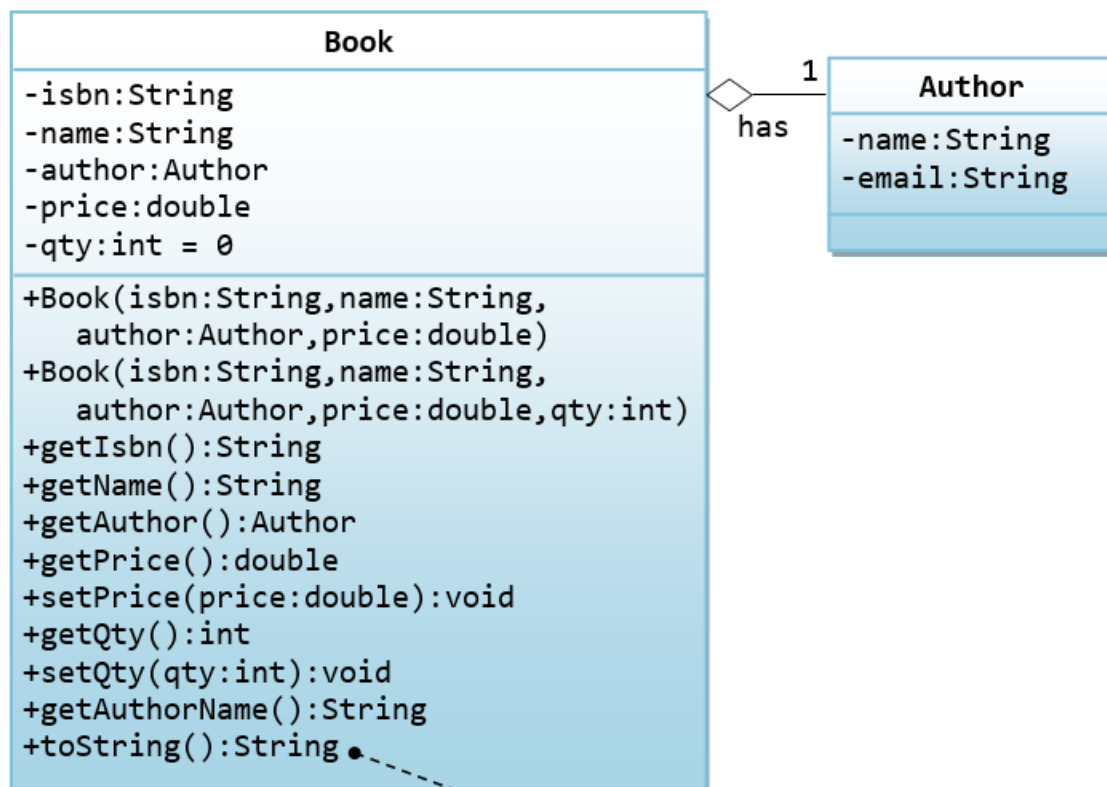 Book
-isbn:String
-name:String
-author:Author
-price:double
-qty:int = 0
+Book(isbn:String,name:String,
author:Author,price:double)
+Book(isbn:String,name:String,
author:Author,price:double,qty:int)
+getIsbn():String
+getName():String
+getAuthor():Author
+getPrice():double
+setPrice(price:double):void
+getQty():int
+setQty(qty:int):void
+getAuthorName():String
+toString():String
1
has
Author
-name:String
-email:String